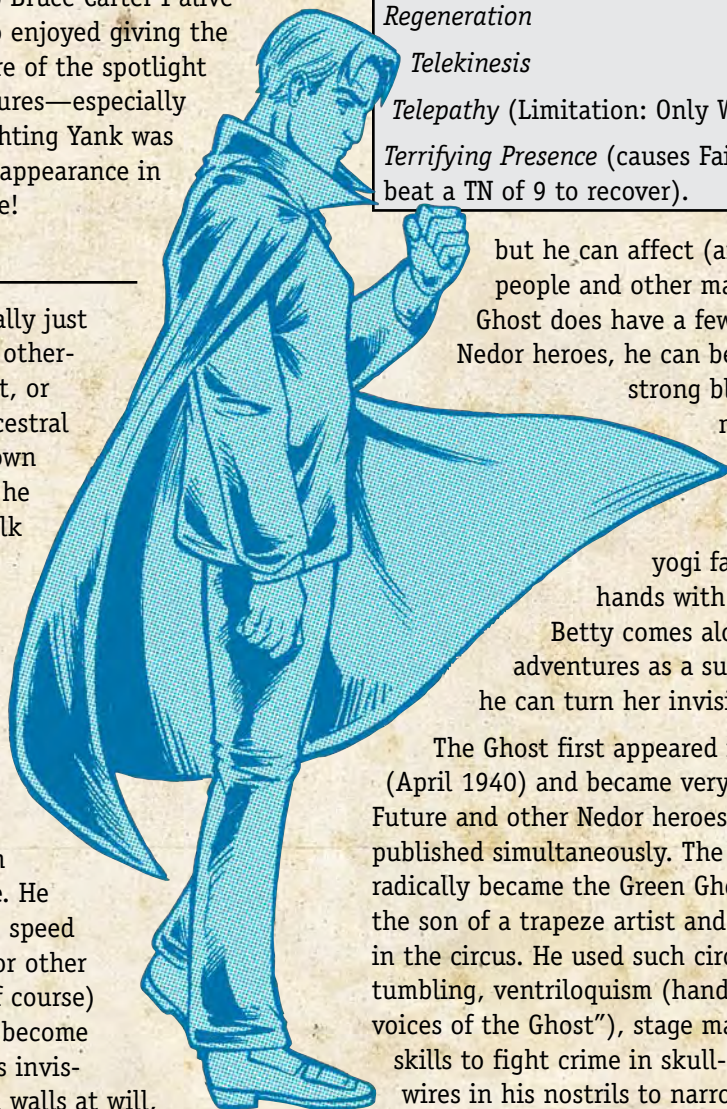 Bruce Carter I alive
enjoyed giving the
re of the spotlight
ures—especially
hting Yank was
appearance in
e!
ally just
other-
t, or
cestral
own
he
lk
e. He
speed
or other
f course)
become
s invis-
walls at will,
Regeneration
Telekinesis
Telepathy (Limitation: Only W
Terrifying Presence (causes Fai
beat a TN of 9 to recover).
but he can affect (a
people and other ma
Ghost does have a few
Nedor heroes, he can be
strong bl
yogi fa
hands with
Betty comes alo
adventures as a su
he can turn her invisi
The Ghost first appeared
(April 1940) and became very
Future and other Nedor heroes
published simultaneously. The
radically became the Green Gh
the son of a trapeze artist and
in the circus. He used such cir
tumbling, ventriloquism (hand
voices of the Ghost”), stage ma
skills to fight crime in skull-
wires in his nostrils to narro